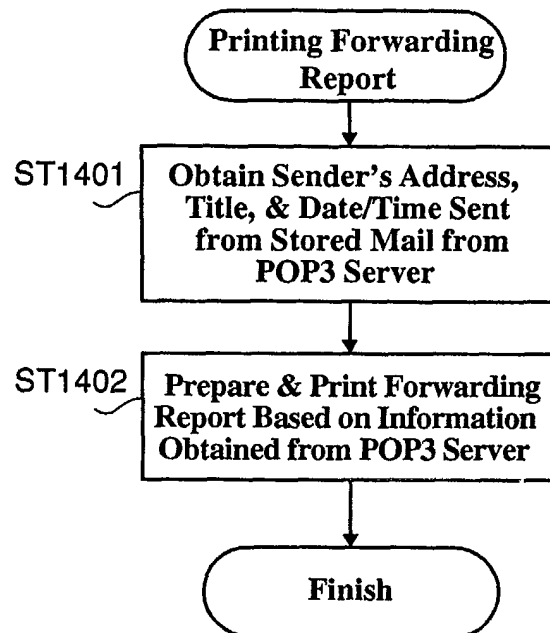 Printing Forwarding
Report
ST1401
Obtain Sender's Address,
Title, & Date/Time Sent
from Stored Mail from
POP3 Server
ST1402
Prepare & Print Forwarding
Report Based on Information
Obtained from POP3 Server
Finish